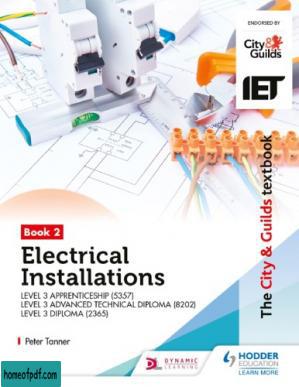 ENDORSED BY
City &
Guilds
IET
The City & Guilds textbook
Book 2
Electrical
Installations
LEVEL 3 APPRENTICESHIP (5357)
LEVEL 3 ADVANCED TECHNICAL DIPLOMA (8202)
LEVEL 3 DIPLOMA (2365)
Peter Tanner
DYNAMIC
LEARNING
HODDER
EDUCATION
LEARN MORE
homeofpdf.com